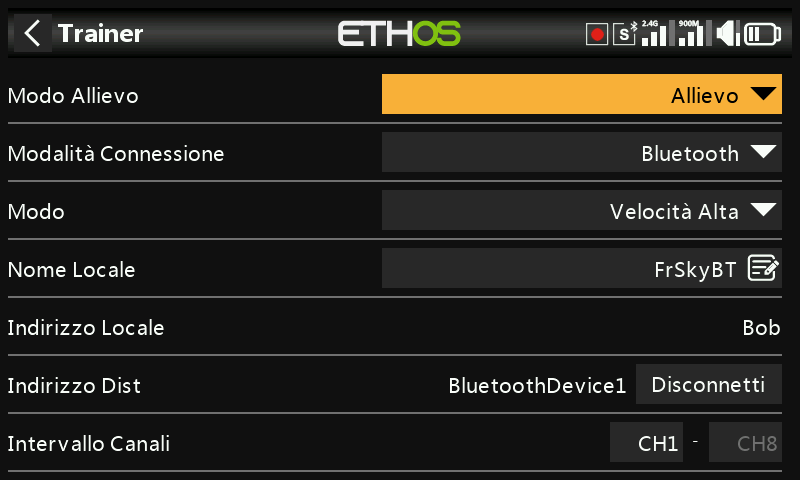 Trainer
ETHOS
S
2.4G
900M
Modo Allievo
Allievo
Modalità Connessione
Bluetooth
Modo
Velocità Alta
Nome Locale
FrSkyBT
Indirizzo Locale
Bob
Indirizzo Dist
BluetoothDevice1
Disconnetti
Intervallo Canali
CH1 - CH8